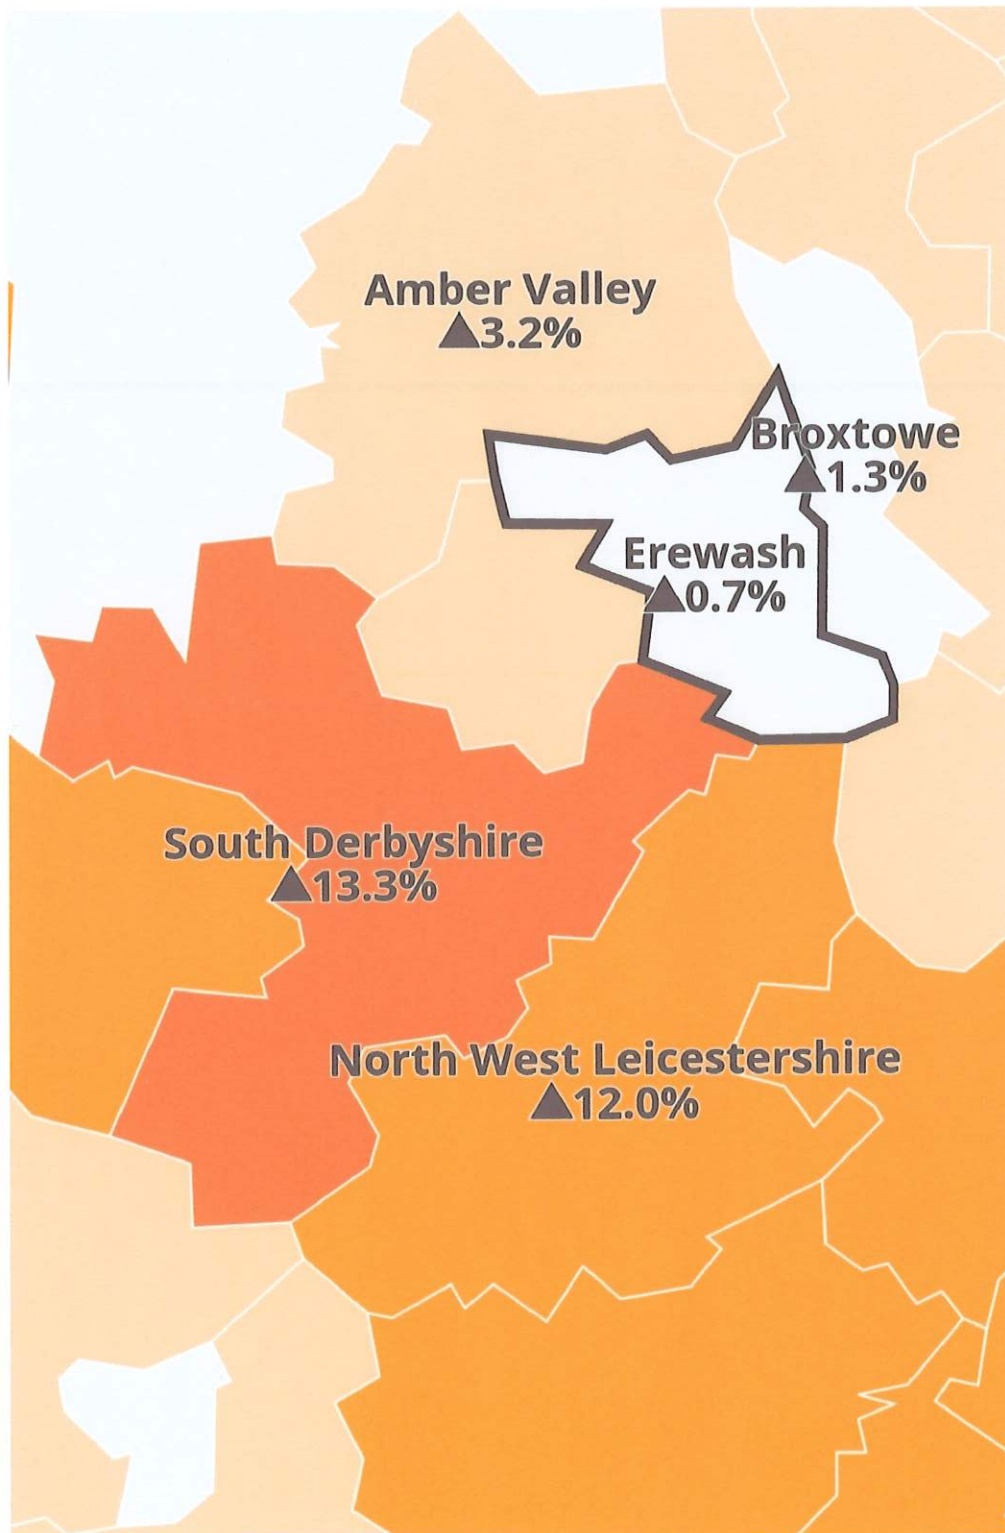 Amber Valley
▲3.2%
Broxtowe
▲1.3%
Erewash
▲0.7%
South Derbyshire
▲13.3%
North West Leicestershire
▲12.0%